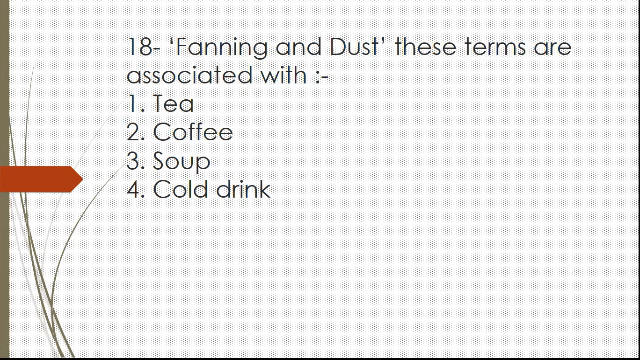 18- ‘Fanning and Dust’ these terms are
associated with :-
1. Tea
2. Coffee
3. Soup
4. Cold drink